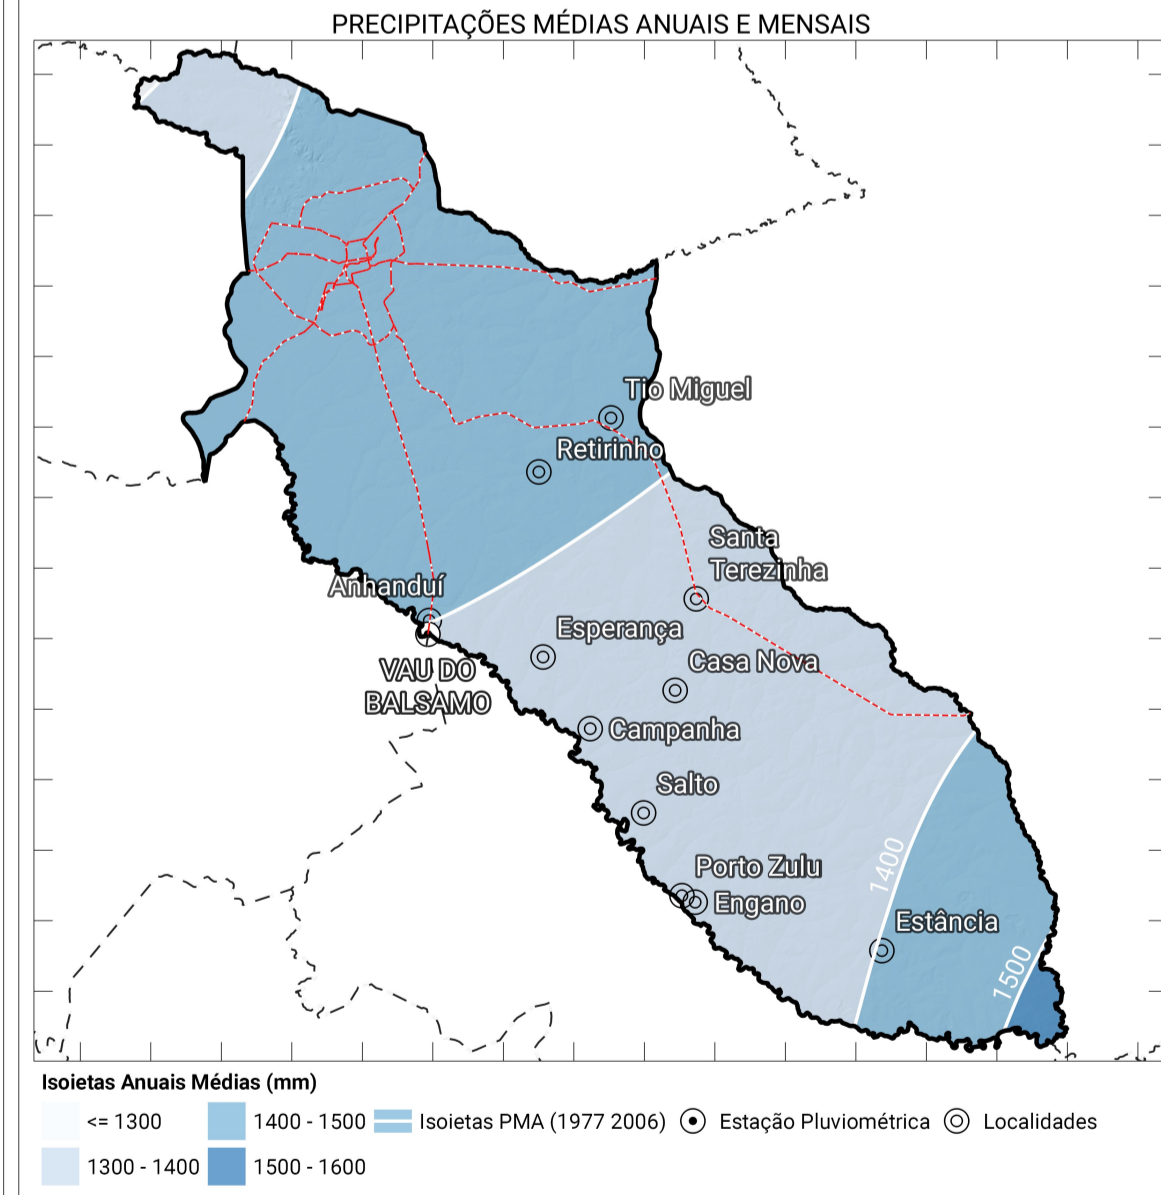 PRECIPITAÇÕES MÉDIAS ANUAIS E MENSAIS
Tio Miguel
Retirinho
Santa
Terezinha
Anhanduí
Esperança
Casa Nova
VAU DO
BALSAMO
Campanha
Salto
1400
Porto Zulu
Engano
Estância
1500
Isoietas Anuais Médias (mm)
<= 1300
1400 - 1500
Isoietas PMA (1977 2006)
Estação Pluviométrica
Localidades
1300 - 1400
1500 - 1600